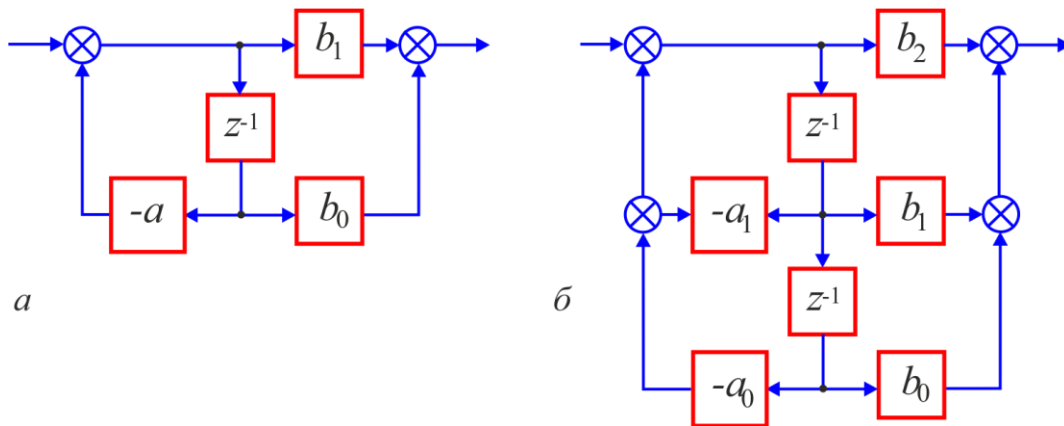 b₁
z⁻¹
-a
b₀
а
b₂
z⁻¹
-a₁
b₁
z⁻¹
-a₀
b₀
б